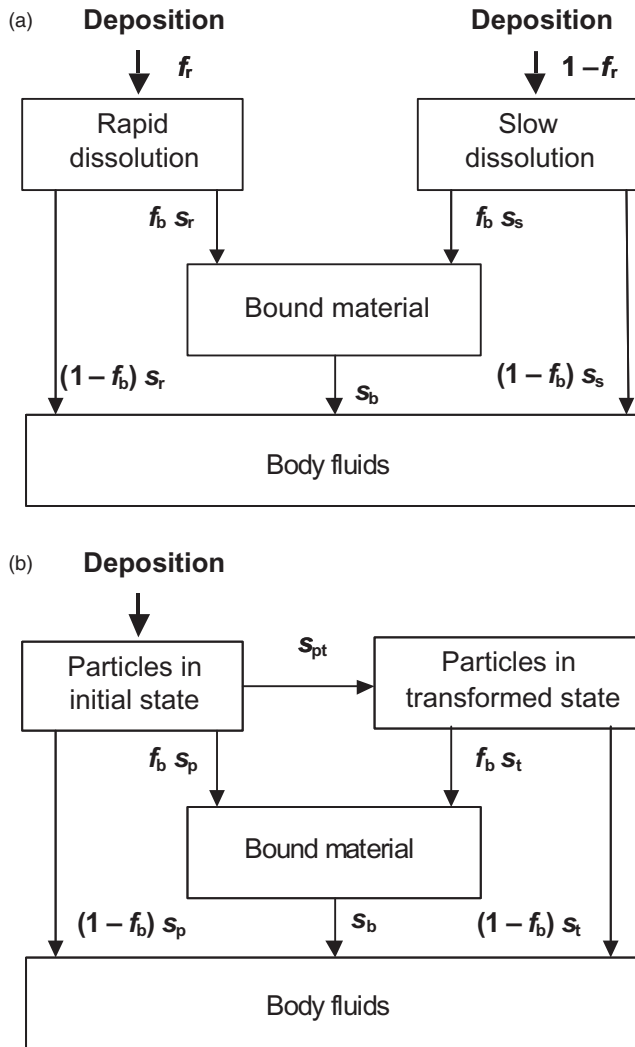 (a) Deposition Deposition
f_r 1 – f_r
Rapid Slow
dissolution dissolution
f_b s_r f_b s_s
Bound material
(1 – f_b) s_r s_b (1 – f_b) s_s
Body fluids
(b) Deposition
s_pt
Particles in Particles in
initial state transformed state
f_b s_p f_b s_t
Bound material
(1 – f_b) s_p s_b (1 – f_b) s_t
Body fluids